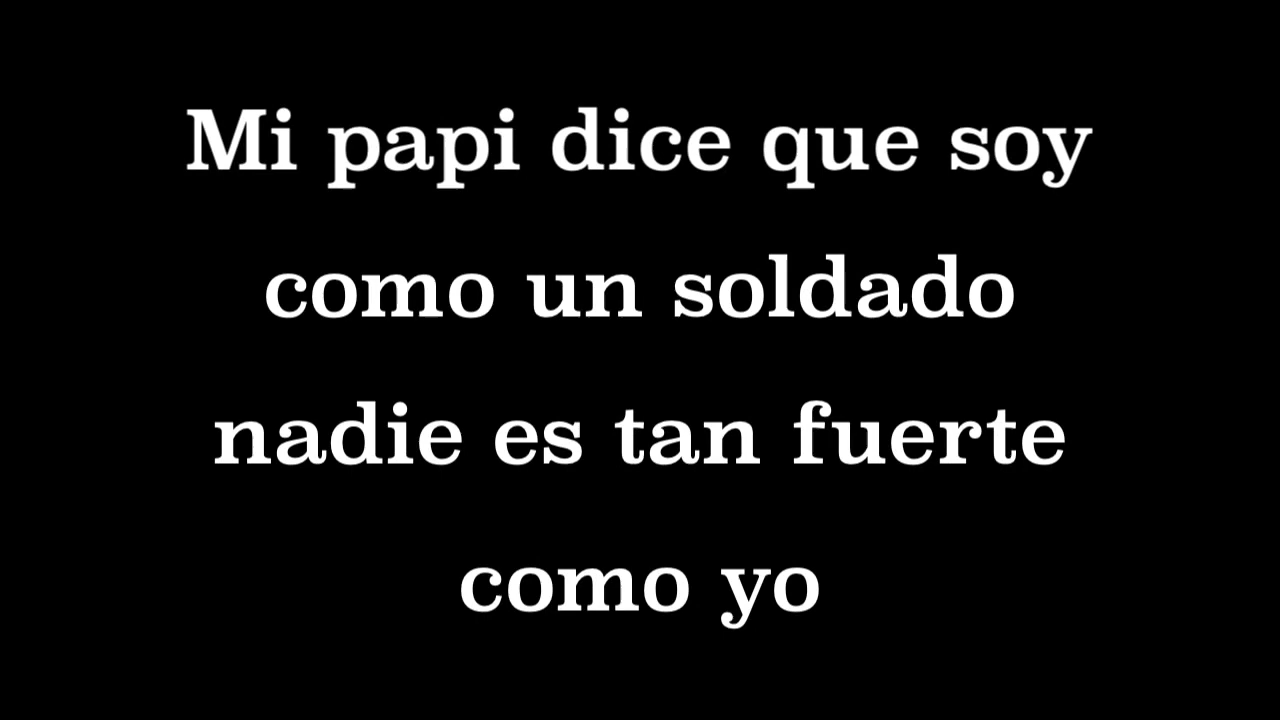 Mi papi dice que soy
como un soldado
nadie es tan fuerte
como yo